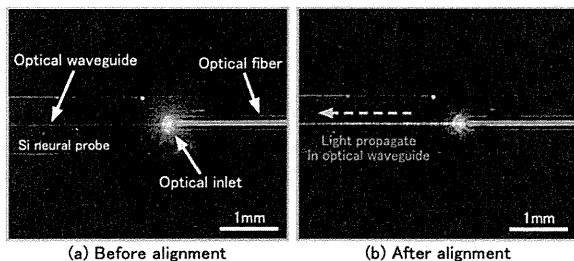 Optical waveguide
Optical fiber
Si neural probe
Optical inlet
1mm
(a) Before alignment
Light propagate
in optical waveguide
1mm
(b) After alignment